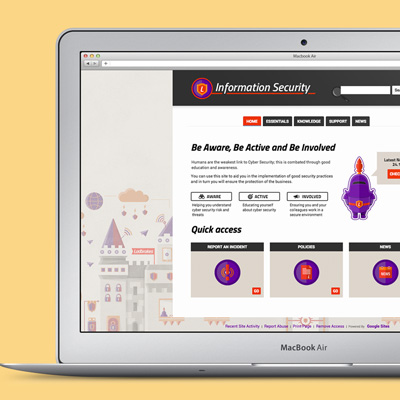 MacBook Air
Information Security
HOME
ESSENTIALS
KNOWLEDGE
SUPPORT
NEWS
Be Aware, Be Active and Be Involved
Humans are the weakest link to Cyber Security; this is combated through good
education and awareness.
You can use this site to aid you in the implementation of good security practices
and in turn you will ensure the protection of the business.
AWARE
ACTIVE
INVOLVED
Helping you understand
cyber security risk and
threats
Educating yourself
about cyber security
Ensuring you and your
colleagues work in a
secure environment.
Latest N
24.
CHEC
Quick access
REPORT AN INCIDENT
POLICIES
NEWS
NEWS
GO
GO
Ladbrokes
Recent Site Activity | Report Abuse | Print Page | Remove Access | Powered By Google Sites
MacBook Air